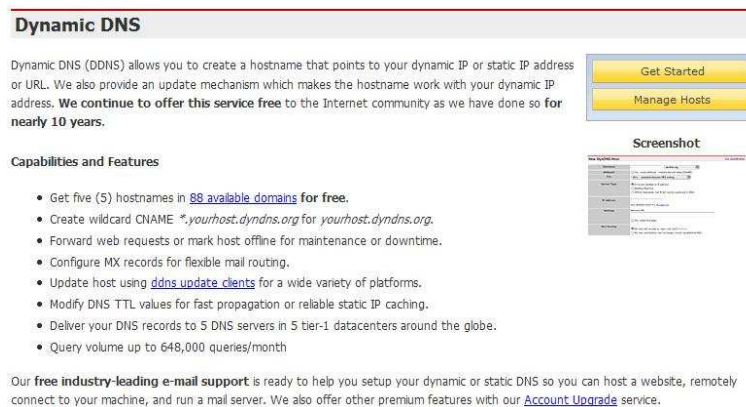 Dynamic DNS
Dynamic DNS (DDNS) allows you to create a hostname that points to your dynamic IP or static IP address
or URL. We also provide an update mechanism which makes the hostname work with your dynamic IP
address. We continue to offer this service free to the Internet community as we have done so for
nearly 10 years.
Get Started
Manage Hosts
Screenshot
Capabilities and Features
• Get five (5) hostnames in 88 available domains for free.
• Create wildcard CNAME *.yourhost.dyndns.org for yourhost.dyndns.org.
• Forward web requests or mark host offline for maintenance or downtime.
• Configure MX records for flexible mail routing.
• Update host using ddns update clients for a wide variety of platforms.
• Modify DNS TTL values for fast propagation or reliable static IP caching.
• Deliver your DNS records to 5 DNS servers in 5 tier-1 datacenters around the globe.
• Query volume up to 648,000 queries/month
Our free industry-leading e-mail support is ready to help you setup your dynamic or static DNS so you can host a website, remotely
connect to your machine, and run a mail server. We also offer other premium features with our Account Upgrade service.